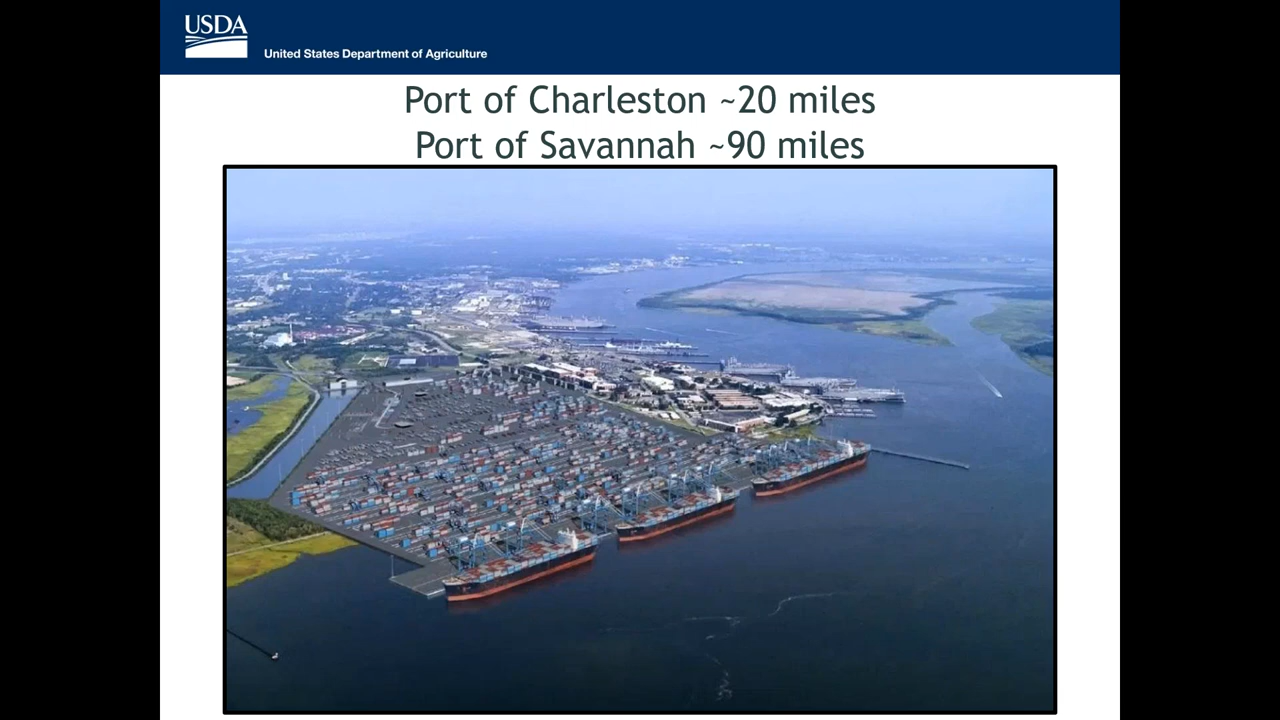 USDA
United States Department of Agriculture
Port of Charleston ~20 miles
Port of Savannah ~90 miles